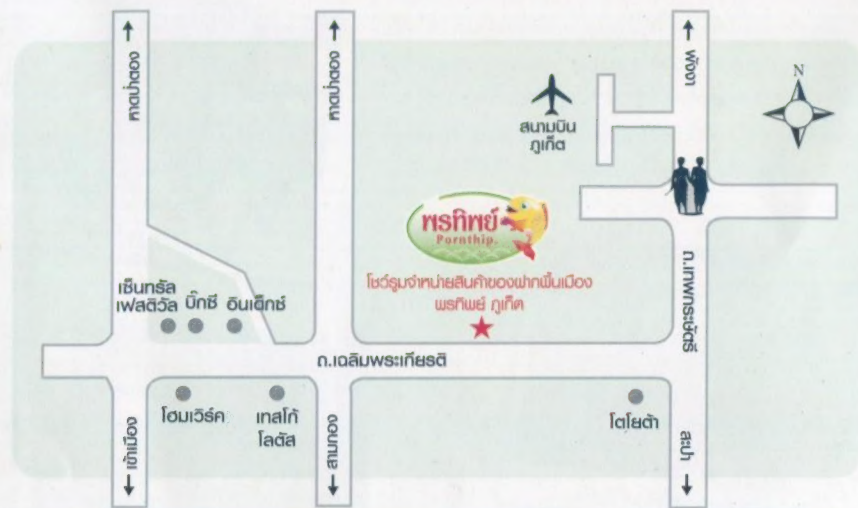 หาดป่าตอง
หาดป่าตอง
พังงา
N
สนามบิน
ภูเก็ต
พรทิพย์
Pornthip.
โชว์รูมจำหน่ายสินค้าของฝากพื้นเมือง
พรทิพย์ ภูเก็ต
ถ.เทพกระษัตรี
เซ็นทรัล
เฟสติวัล
บิ๊กซี
อินเด็กซ์
ถ.เฉลิมพระเกียรติ
โฮมเวิร์ค
เทสโก้
โลตัส
โตโยต้า
เข้าเมือง
สามกอง
สะปำ